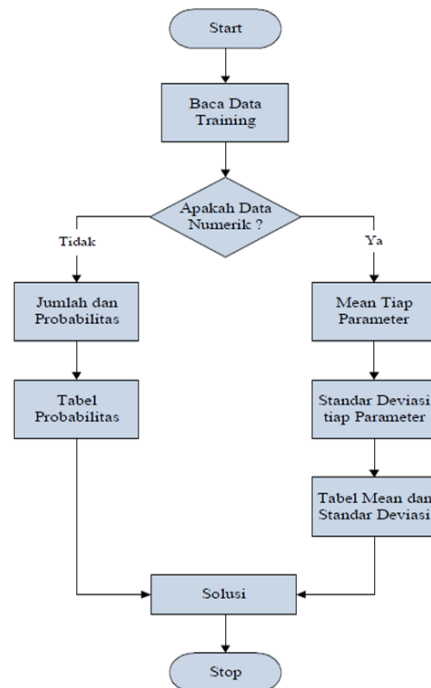 Start
Baca Data
Training
Apakah Data
Numerik ?
Tidak
Ya
Jumlah dan
Probabilitas
Mean Tiap
Parameter
Tabel
Probabilitas
Standar Deviasi
tiap Parameter
Tabel Mean dan
Standar Deviasi
Solusi
Stop